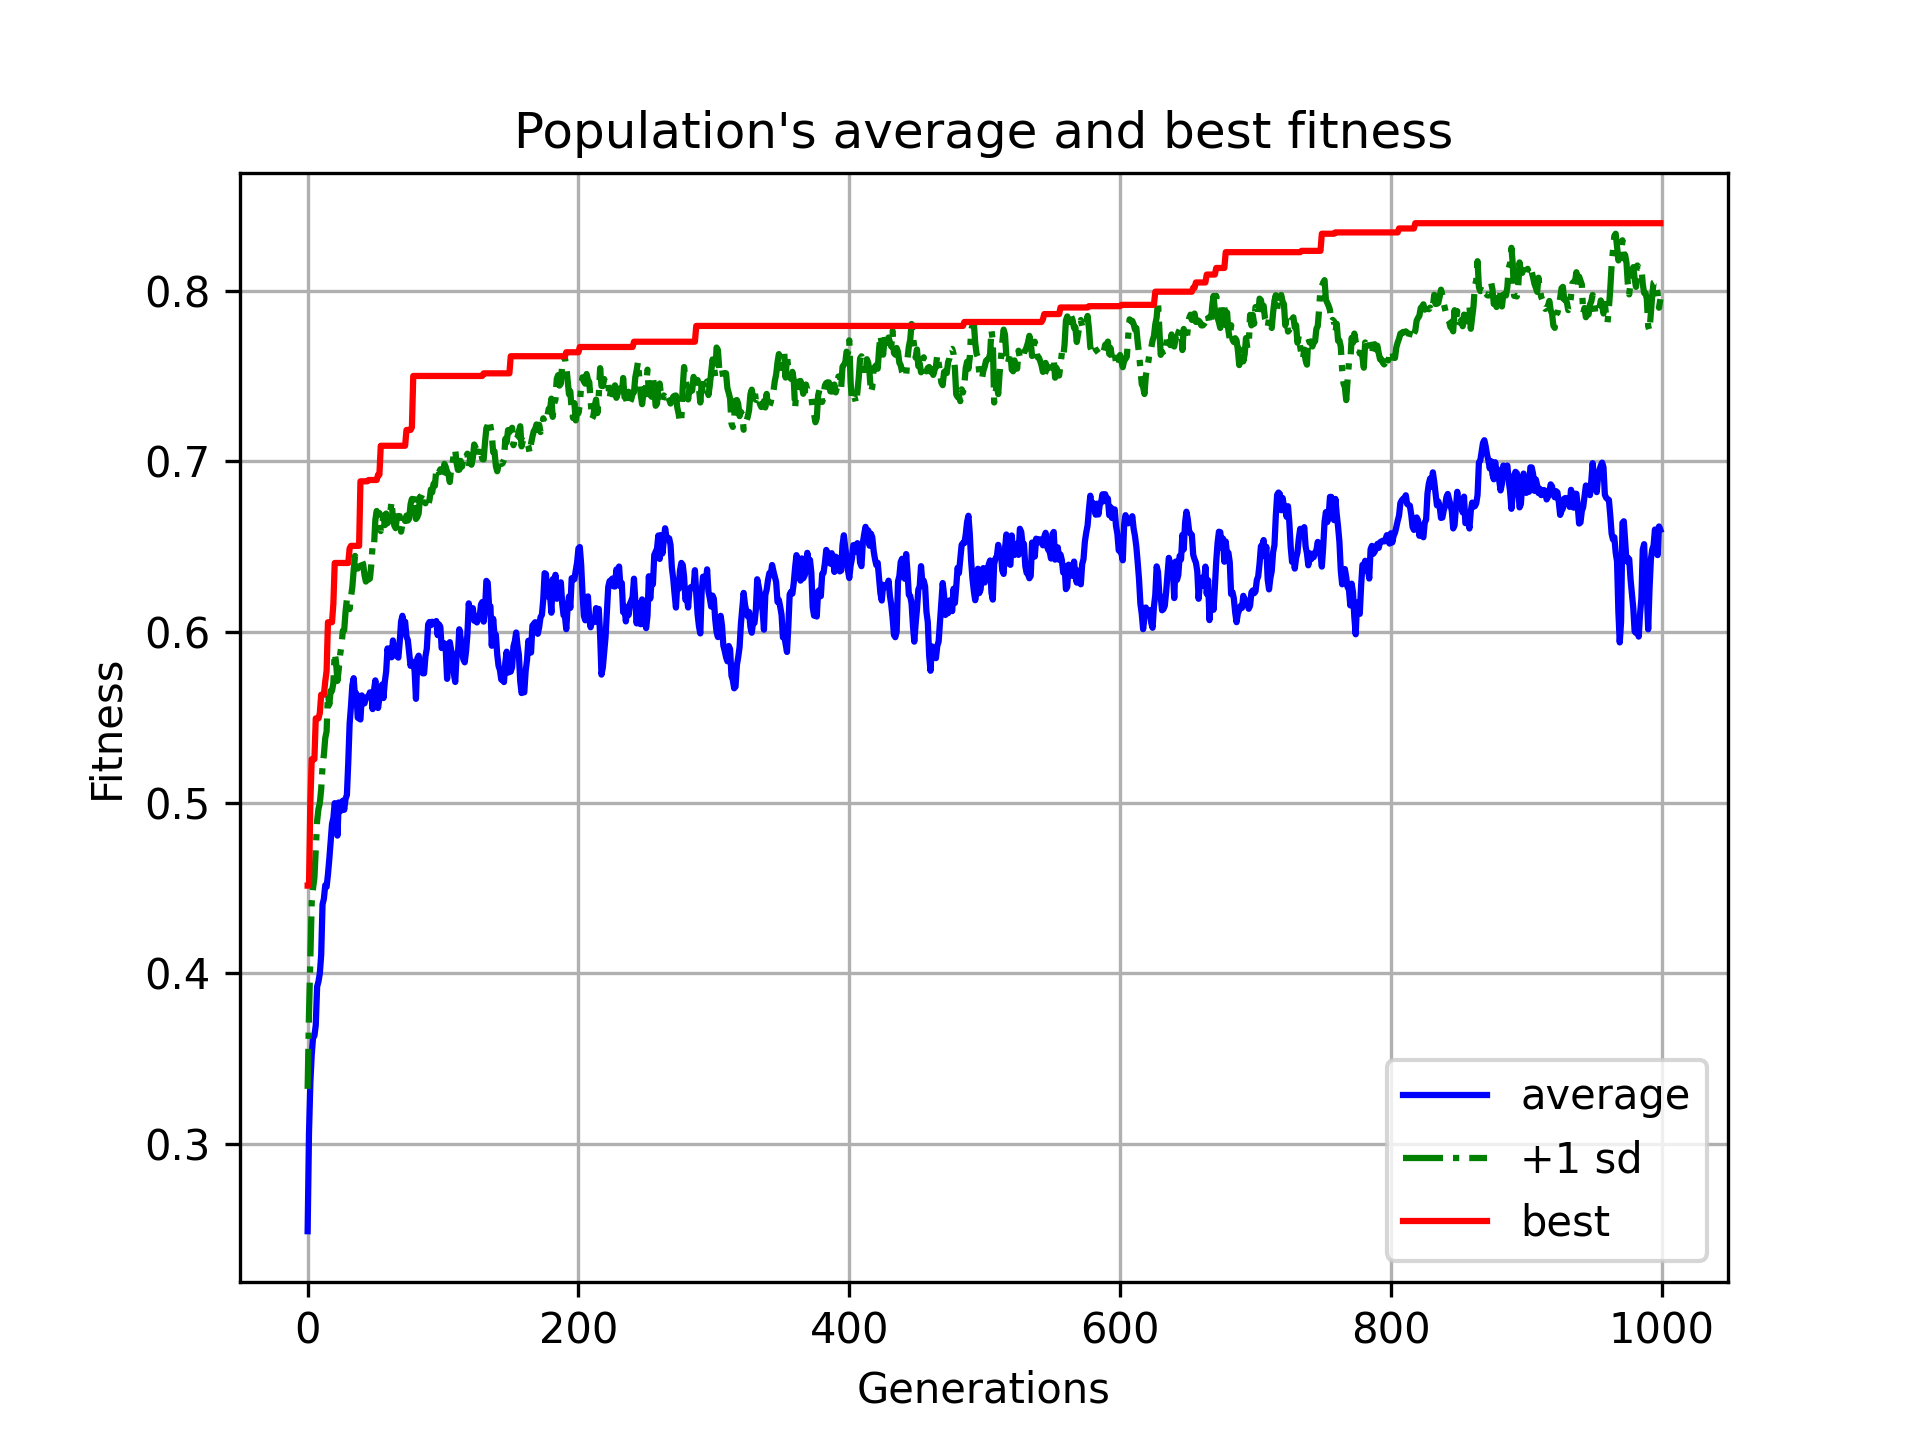 Population's average and best fitness
Fitness
0.8
0.7
0.6
0.5
0.4
0.3
average
+1 sd
best
0 200 400 600 800 1000
Generations